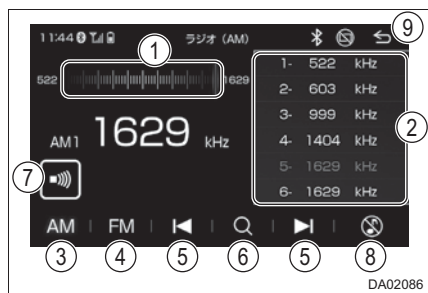 11:44 ラジオ (AM)
9
1
522 1629
1- 522 kHz
2- 603 kHz
3- 999 kHz
4- 1404 kHz
5- 1629 kHz
6- 1629 kHz
2
AM1 1629 kHz
7
AM | FM | | | |
3 4 5 6 5 8
DA02086